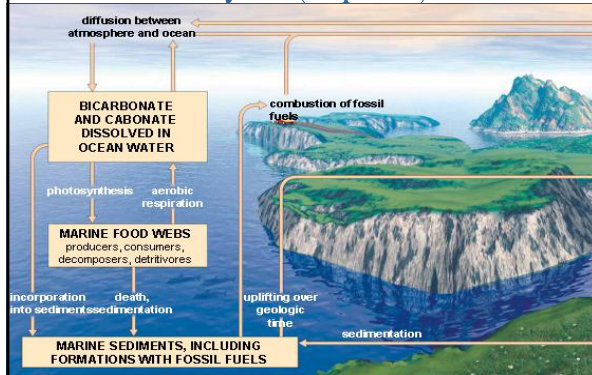 diffusion between
atmosphere and ocean
BICARBONATE
AND CABONATE
DISSOLVED IN
OCEAN WATER
combustion of fossil
fuels
photosynthesis
aerobic
respiration
MARINE FOOD WEBS
producers, consumers,
decomposers, detritivores
incorporation
into sediments
death,
sedimentation
uplifting over
geologic
time
sedimentation
MARINE SEDIMENTS, INCLUDING
FORMATIONS WITH FOSSIL FUELS